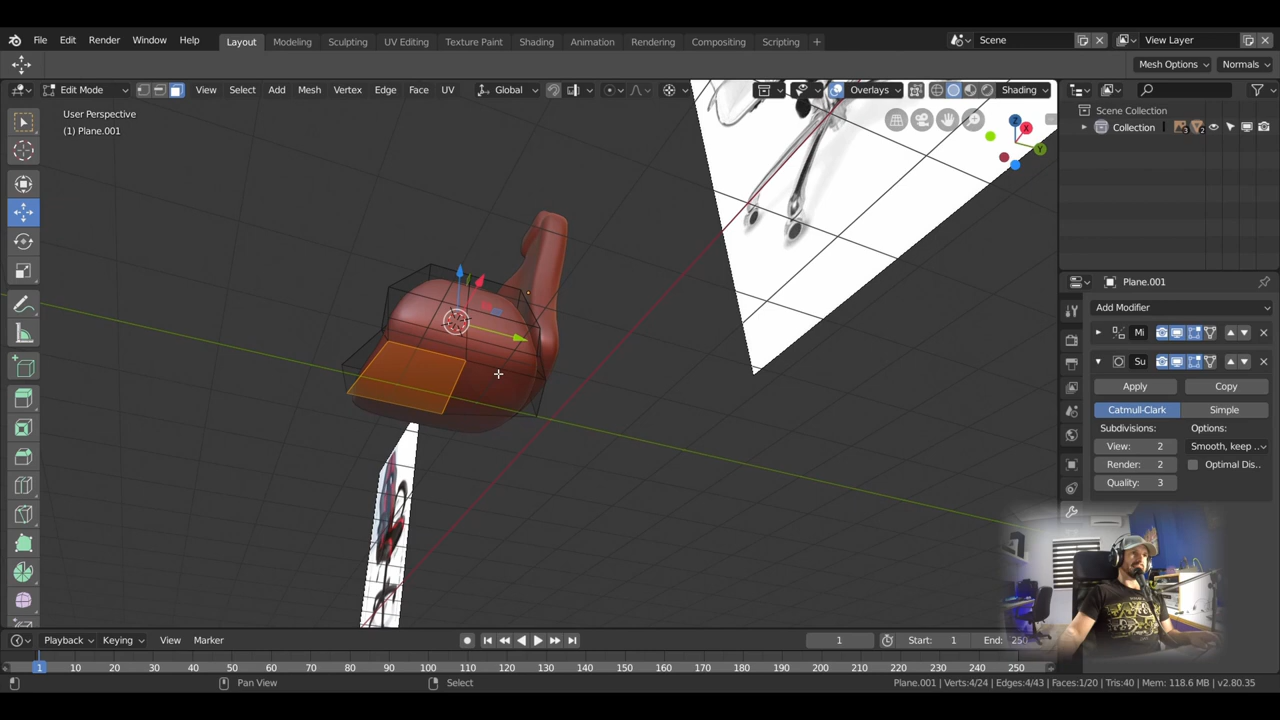 File Edit Render Window Help Layout Modeling Sculpting UV Editing Texture Paint Shading Animation Rendering Compositing Scripting + Scene View Layer
Mesh Options Normals
Edit Mode View Select Add Mesh Vertex Edge Face UV Global Overlays Shading
User Perspective
(1) Plane.001
Z
X
Y
Scene Collection
Collection
Plane.001
Add Modifier
Mi
Su
Apply Copy
Catmull-Clark Simple
Subdivisions: Options:
View: 2 Smooth, keep ..
Render: 2 Optimal Dis..
Quality: 3
Playback Keying View Marker 1 Start: 1 End: 250
1 10 20 30 40 50 60 70 80 90 100 110 120 130 140 150 160 170 180 190 200 210 220 230 240 250
Pan View Select Plane.001 | Verts:4/24 | Edges:4/43 | Faces:1/20 | Tris:40 | Mem: 118.6 MB | v2.80.35